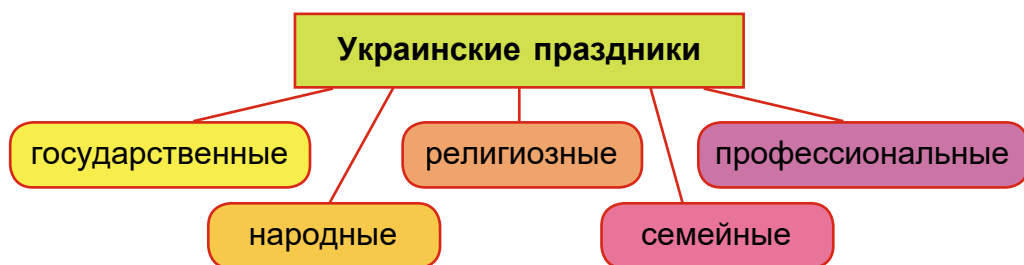 Украинские праздники
государственные
религиозные
профессиональные
народные
семейные